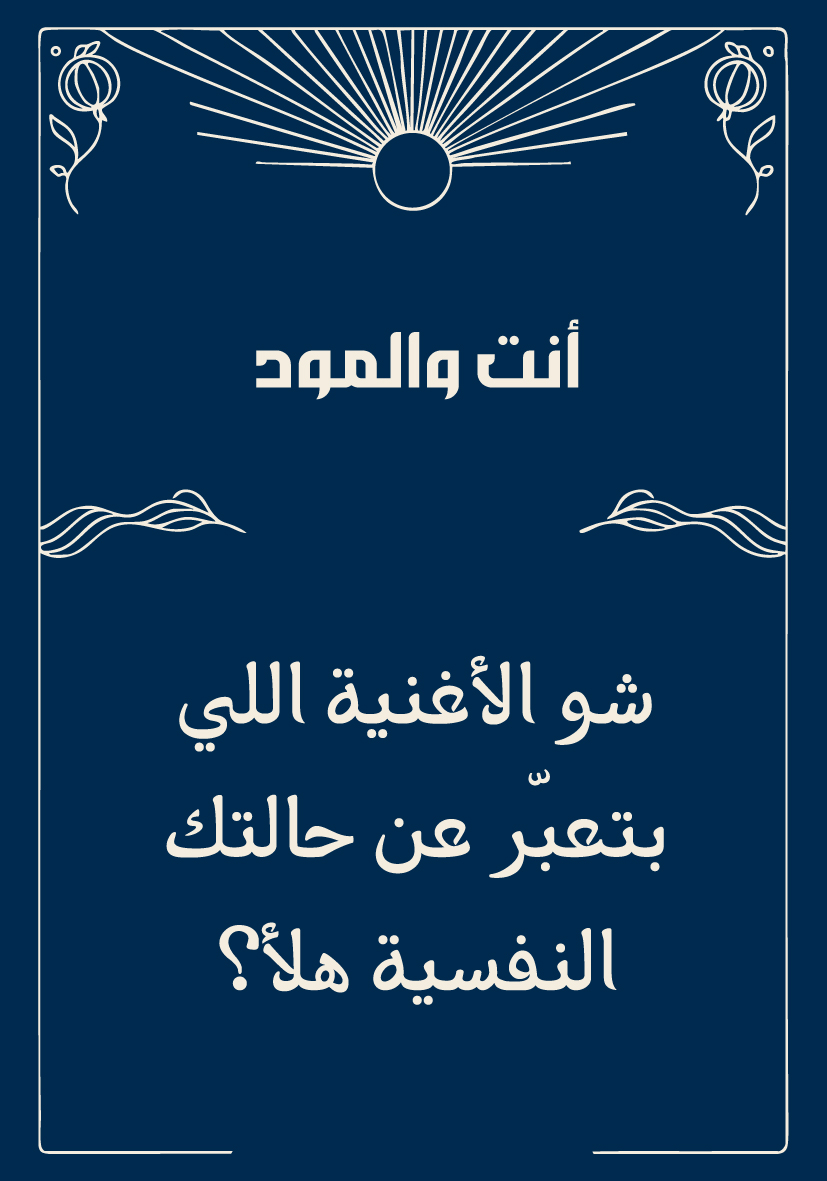 أنت والمود
شو الأغنية اللي
بتعبّر عن حالتك
النفسية هلأ؟